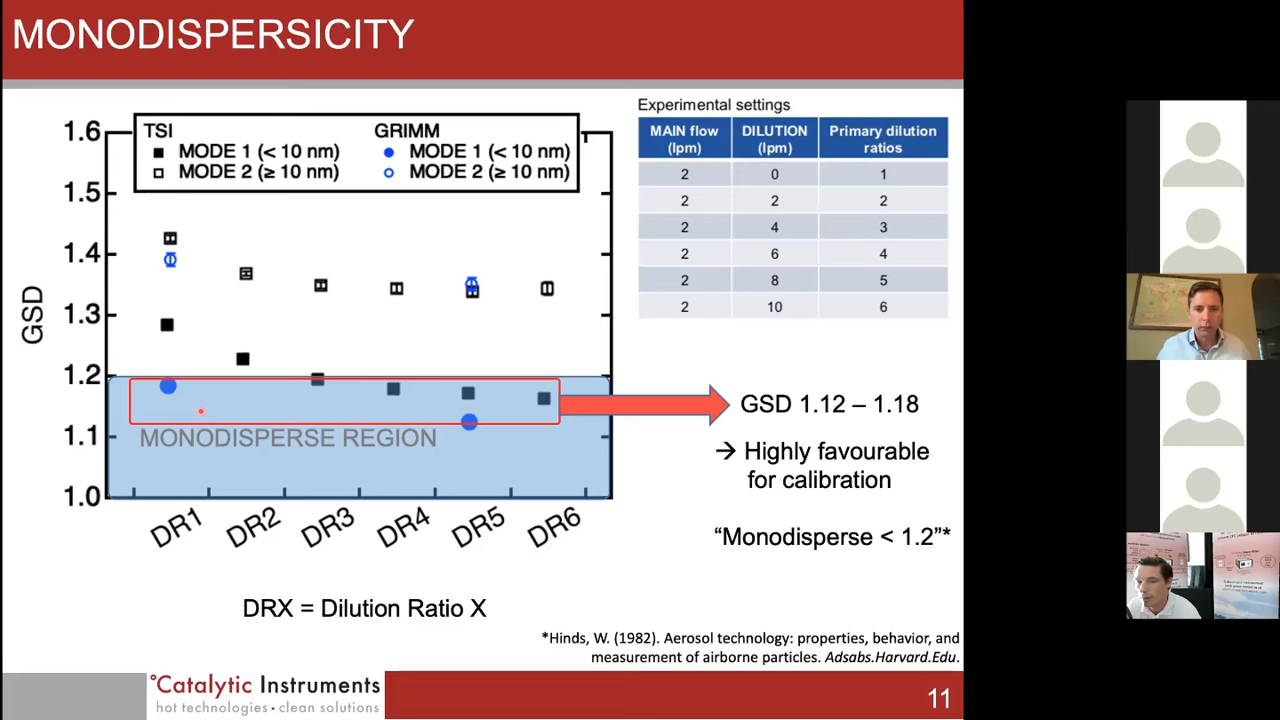 MONODISPERSICITY
TSI
GRIMM
MODE 1 (< 10 nm)
MODE 1 (< 10 nm)
MODE 2 (≥ 10 nm)
MODE 2 (≥ 10 nm)
1.6
1.5
1.4
1.3
1.2
1.1
1.0
GSD
MONODISPERSE REGION
DR1 DR2 DR3 DR4 DR5 DR6
DRX = Dilution Ratio X
Experimental settings
MAIN flow (lpm) DILUTION (lpm) Primary dilution ratios
2 0 1
2 2 2
2 4 3
2 6 4
2 8 5
2 10 6
GSD 1.12 – 1.18
→ Highly favourable
for calibration
“Monodisperse < 1.2”*
*Hinds, W. (1982). Aerosol technology: properties, behavior, and
measurement of airborne particles. Adsabs.Harvard.Edu.
°Catalytic Instruments
hot technologies • clean solutions
11